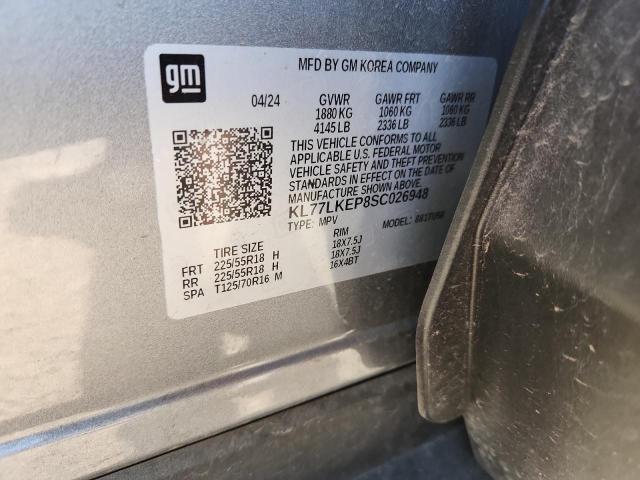 gm
MFD BY GM KOREA COMPANY
04/24 GVWR GAWR FRT GAWR RR
1880 KG 1060 KG 1060 KG
4145 LB 2336 LB 2336 LB
THIS VEHICLE CONFORMS TO ALL
APPLICABLE U.S. FEDERAL MOTOR
VEHICLE SAFETY AND THEFT PREVENTION
STANDARDS IN EFFECT ON THE DATE OF
MANUFACTURE SHOWN ABOVE.
KL77LKEP8SC026948
TYPE: MPV MODEL:
TIRE SIZE RIM
FRT 225/55R18 H 18X7.5J
RR 225/55R18 H 18X7.5J
SPA T125/70R16 M 16X4BT